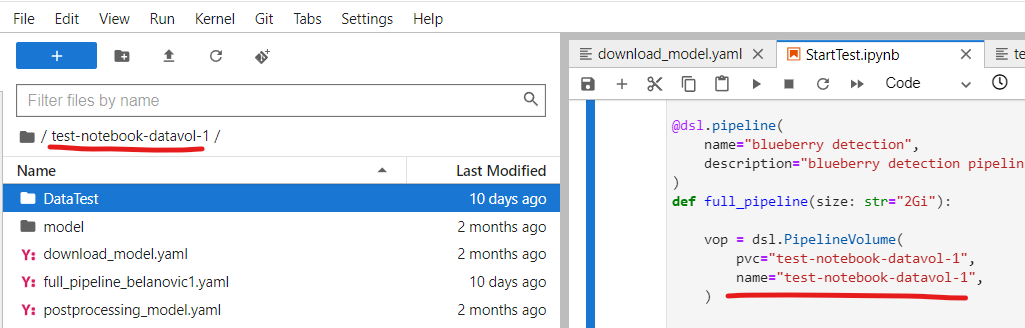 File Edit View Run Kernel Git Tabs Settings Help
+
Filter files by name
/ test-notebook-datavol-1 /
Name Last Modified
DataTest 10 days ago
model 2 months ago
Y: download_model.yaml 2 months ago
Y: full_pipeline_belanovic1.yaml 10 days ago
Y: postprocessing_model.yaml 2 months ago
download_model.yaml StartTest.ipynb te
Code
@dsl.pipeline(
name="blueberry detection",
description="blueberry detection pipelin
)
def full_pipeline(size: str="2Gi"):
vop = dsl.PipelineVolume(
pvc="test-notebook-datavol-1",
name="test-notebook-datavol-1",
)